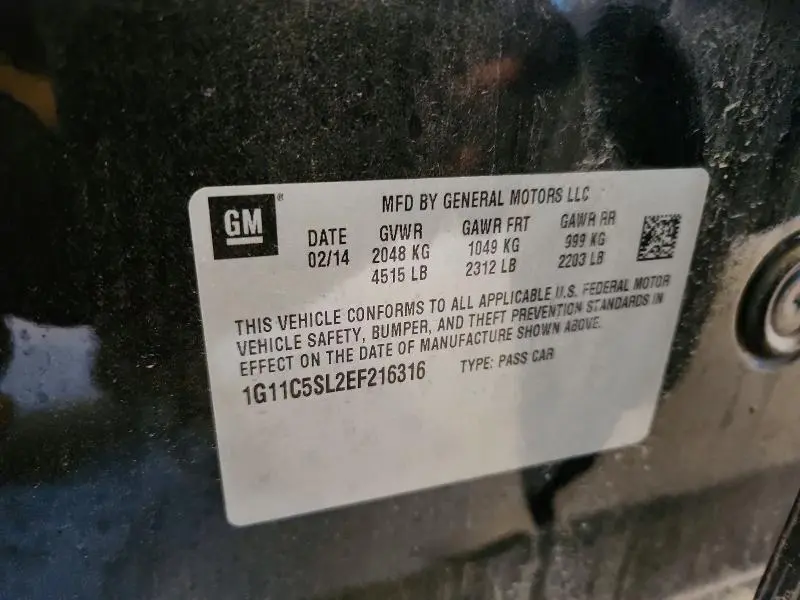 GM
MFD BY GENERAL MOTORS LLC
DATE GVWR GAWR FRT GAWR RR
02/14 2048 KG 1049 KG 999 KG
4515 LB 2312 LB 2203 LB
THIS VEHICLE CONFORMS TO ALL APPLICABLE U.S. FEDERAL MOTOR
VEHICLE SAFETY, BUMPER, AND THEFT PREVENTION STANDARDS IN
EFFECT ON THE DATE OF MANUFACTURE SHOWN ABOVE.
1G11C5SL2EF216316 TYPE: PASS CAR